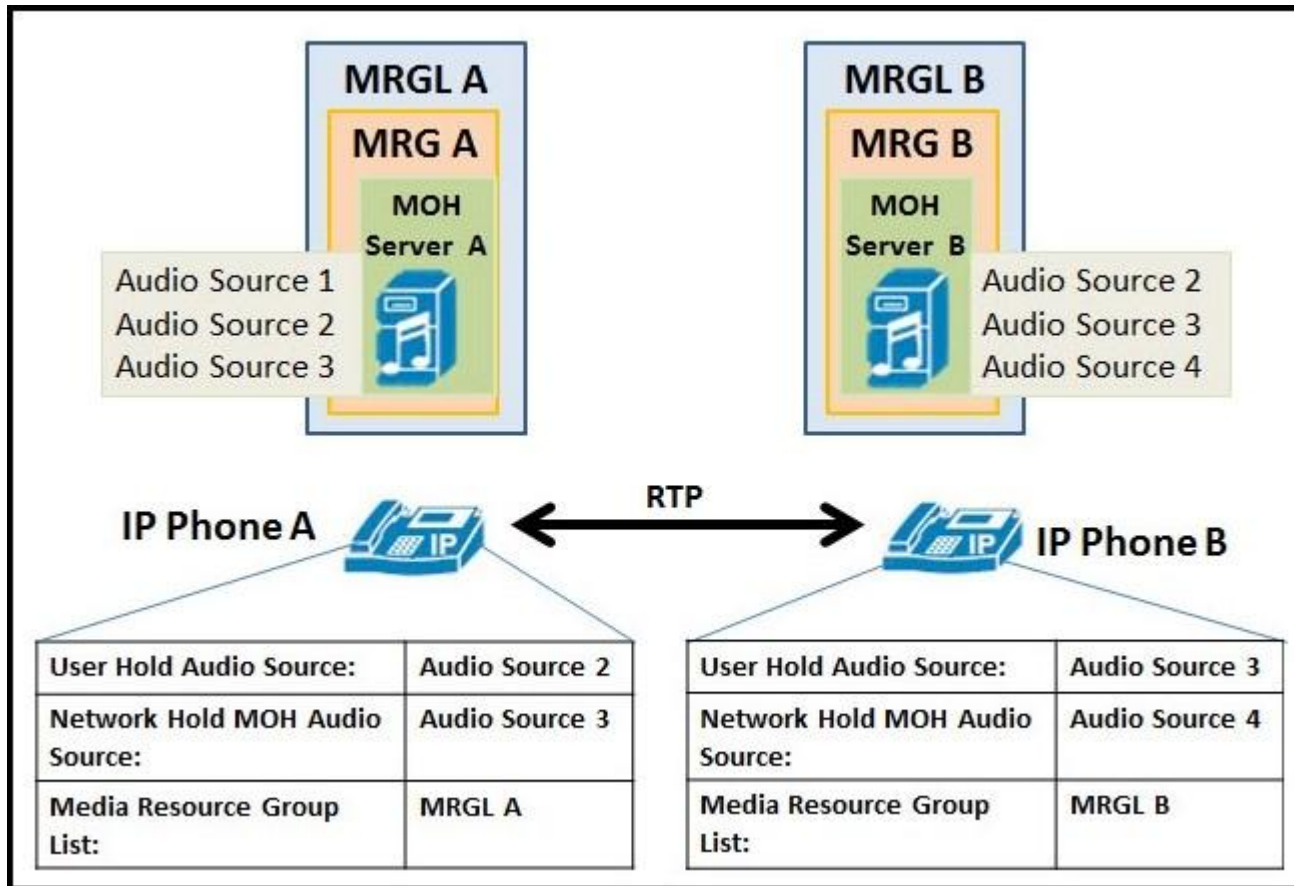 MRGL A
MRG A
MOH
Server A
Audio Source 1
Audio Source 2
Audio Source 3
MRGL B
MRG B
MOH
Server B
Audio Source 2
Audio Source 3
Audio Source 4
IP Phone A
IP
RTP
IP
IP Phone B
User Hold Audio Source: Audio Source 2
Network Hold MOH Audio Audio Source 3
Source:
Media Resource Group MRGL A
List:
User Hold Audio Source: Audio Source 3
Network Hold MOH Audio Audio Source 4
Source:
Media Resource Group MRGL B
List: